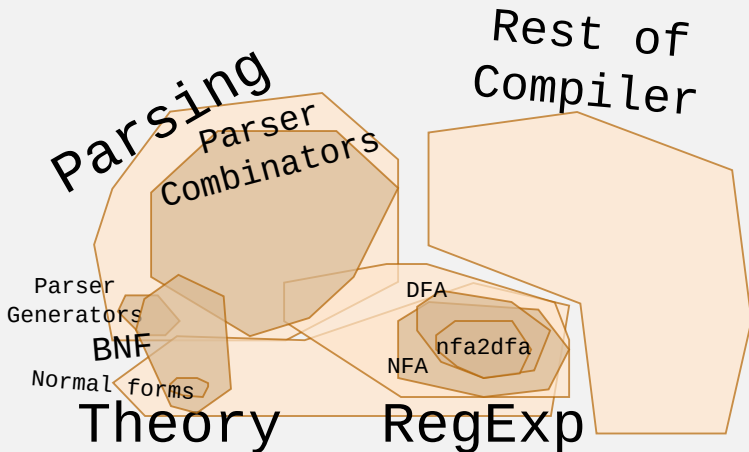 Rest of
Compiler
Parsing
Parser
Combinators
Parser
Generators
DFA
BNF
nfa2dfa
NFA
Normal forms
Theory
RegExp